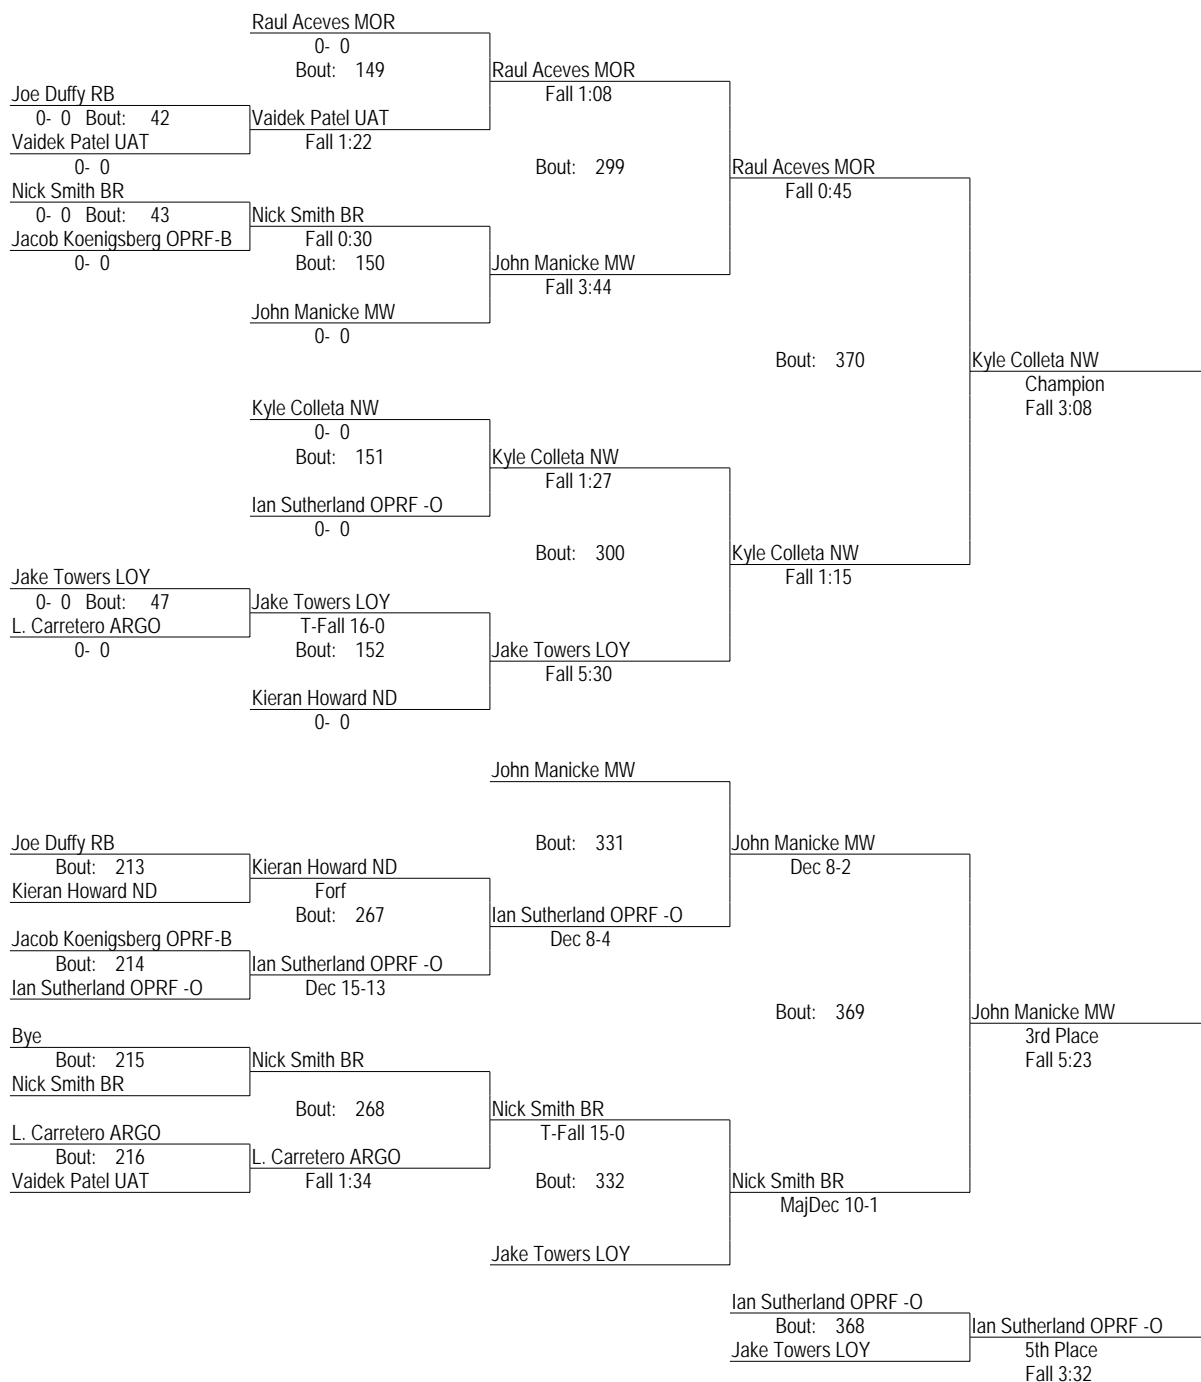 Raul Aceves MOR
0- 0
Bout: 149
Raul Aceves MOR
Joe Duffy RB
Fall 1:08
0- 0 Bout: 42
Vaidek Patel UAT
Vaidek Patel UAT
Fall 1:22
0- 0
Bout: 299
Raul Aceves MOR
Nick Smith BR
Fall 0:45
0- 0 Bout: 43
Nick Smith BR
Jacob Koenigsberg OPRF-B
Fall 0:30
0- 0
Bout: 150
John Manicke MW
Fall 3:44
John Manicke MW
0- 0
Bout: 370
Kyle Colleta NW
Champion
Kyle Colleta NW
Fall 3:08
0- 0
Bout: 151
Kyle Colleta NW
Fall 1:27
Ian Sutherland OPRF -O
0- 0
Bout: 300
Kyle Colleta NW
Jake Towers LOY
Fall 1:15
0- 0 Bout: 47
Jake Towers LOY
L. Carretero ARGO
T-Fall 16-0
0- 0
Bout: 152
Jake Towers LOY
Fall 5:30
Kieran Howard ND
0- 0
John Manicke MW
Joe Duffy RB
Bout: 331
John Manicke MW
Bout: 213
Kieran Howard ND
Dec 8-2
Kieran Howard ND
Forf
Bout: 267
Ian Sutherland OPRF -O
Jacob Koenigsberg OPRF-B
Dec 8-4
Bout: 214
Ian Sutherland OPRF -O
Ian Sutherland OPRF -O
Dec 15-13
Bout: 369
John Manicke MW
Bye
3rd Place
Bout: 215
Nick Smith BR
Fall 5:23
Nick Smith BR
Bout: 268
Nick Smith BR
L. Carretero ARGO
T-Fall 15-0
Bout: 216
L. Carretero ARGO
Vaidek Patel UAT
Fall 1:34
Bout: 332
Nick Smith BR
MajDec 10-1
Jake Towers LOY
Ian Sutherland OPRF -O
Bout: 368
Ian Sutherland OPRF -O
Jake Towers LOY
5th Place
Fall 3:32